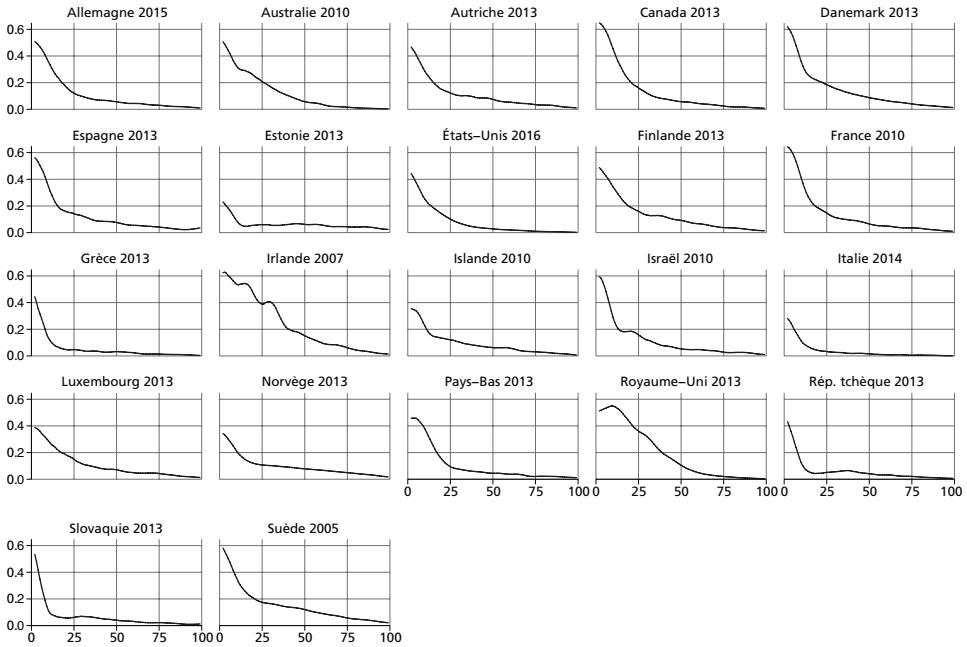 Allemagne 2015 Australie 2010 Autriche 2013 Canada 2013 Danemark 2013
0.6
0.4
0.2
0.0
Espagne 2013 Estonie 2013 États–Unis 2016 Finlande 2013 France 2010
0.6
0.4
0.2
0.0
Grèce 2013 Irlande 2007 Islande 2010 Israël 2010 Italie 2014
0.6
0.4
0.2
0.0
Luxembourg 2013 Norvège 2013 Pays–Bas 2013 Royaume–Uni 2013 Rép. tchèque 2013
0.6
0.4
0.2
0.0
0 25 50 75 100 0 25 50 75 100 0 25 50 75 100
Slovaquie 2013 Suède 2005
0.6
0.4
0.2
0.0
0 25 50 75 100 0 25 50 75 100